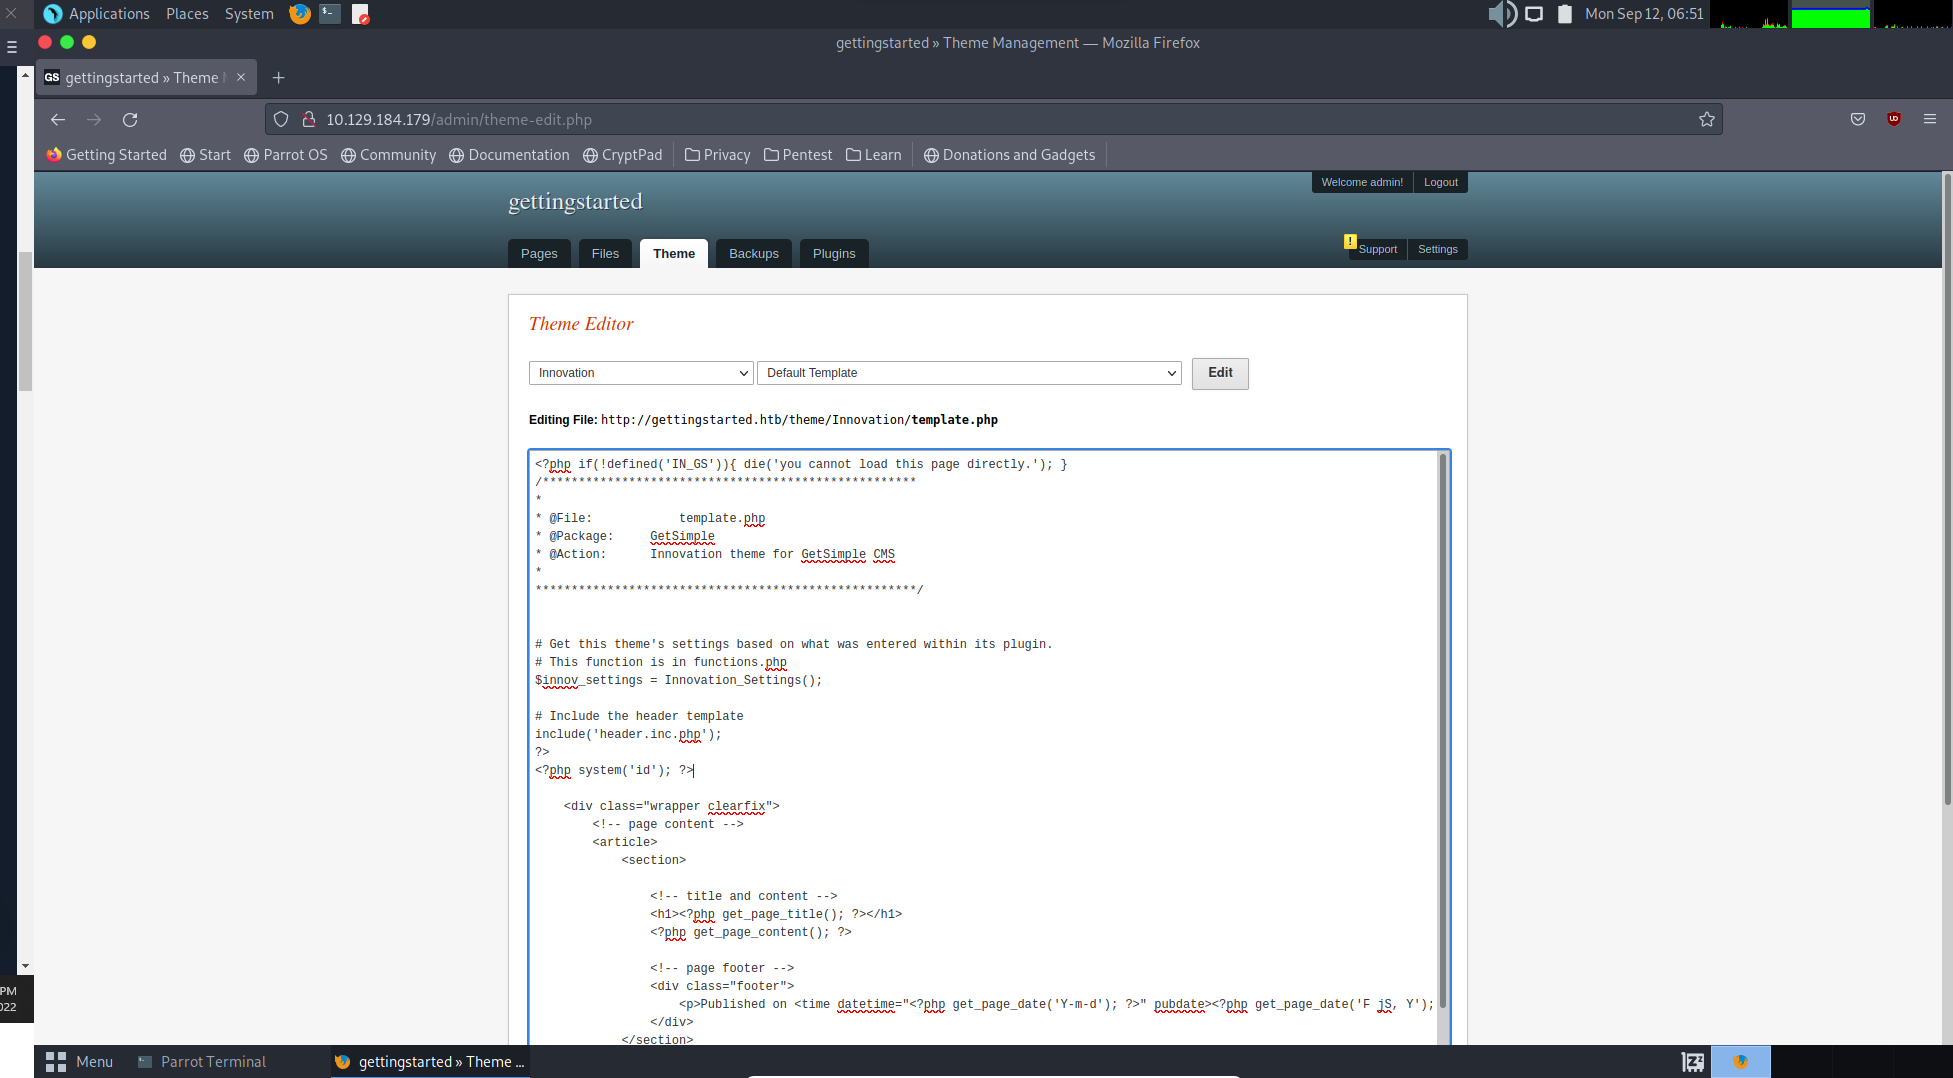 Applications Places System Mon Sep 12, 06:51
gettingstarted » Theme Management — Mozilla Firefox
GS gettingstarted » Theme
10.129.184.179/admin/theme-edit.php
Getting Started Start Parrot OS Community Documentation CryptPad Privacy Pentest Learn Donations and Gadgets
Welcome admin! Logout
gettingstarted
Pages Files Theme Backups Plugins ! Support Settings
Theme Editor
Innovation Default Template Edit
Editing File: http://gettingstarted.htb/theme/Innovation/template.php
<?php if(!defined('IN_GS')){ die('you cannot load this page directly.'); }
/****************************************************
*
* @File: template.php
* @Package: GetSimple
* @Action: Innovation theme for GetSimple CMS
*
*****************************************************/
# Get this theme's settings based on what was entered within its plugin.
# This function is in functions.php
$innov_settings = Innovation_Settings();
# Include the header template
include('header.inc.php');
?>
<?php system('id'); ?>
<div class="wrapper clearfix">
<!-- page content -->
<article>
<section>
<!-- title and content -->
<h1><?php get_page_title(); ?></h1>
<?php get_page_content(); ?>
<!-- page footer -->
<div class="footer">
<p>Published on <time datetime="<?php get_page_date('Y-m-d'); ?>" pubdate><?php get_page_date('F jS, Y');
</div>
</section>
PM
022
Menu Parrot Terminal gettingstarted » Theme ...